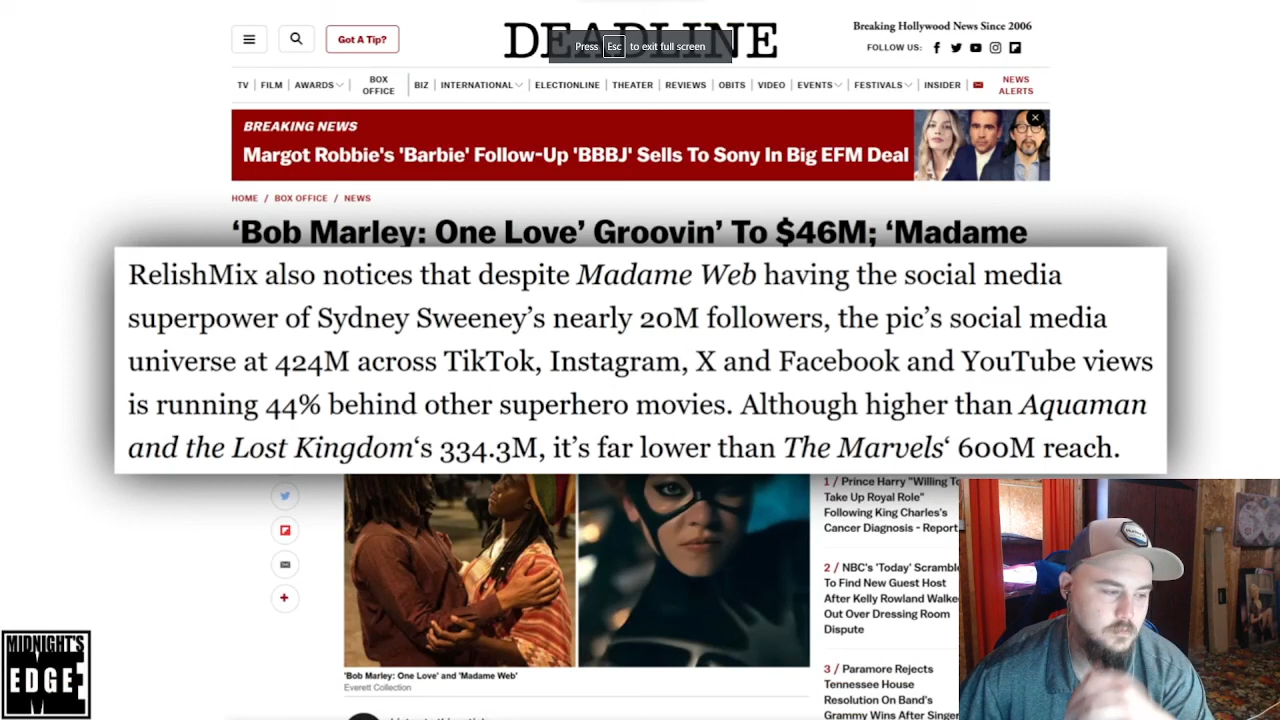 Got A Tip?
DEADLINE
Press Esc to exit full screen
Breaking Hollywood News Since 2006
FOLLOW US:
TV | FILM | AWARDS | BOX OFFICE | BIZ | INTERNATIONAL | ELECTIONLINE | THEATER | REVIEWS | OBITS | VIDEO | EVENTS | FESTIVALS | INSIDER | NEWS ALERTS
BREAKING NEWS
Margot Robbie's 'Barbie' Follow-Up 'BBBJ' Sells To Sony In Big EFM Deal
HOME / BOX OFFICE / NEWS
‘Bob Marley: One Love’ Groovin’ To $46M; ‘Madame
RelishMix also notices that despite Madame Web having the social media
superpower of Sydney Sweeney’s nearly 20M followers, the pic’s social media
universe at 424M across TikTok, Instagram, X and Facebook and YouTube views
is running 44% behind other superhero movies. Although higher than Aquaman
and the Lost Kingdom‘s 334.3M, it’s far lower than The Marvels‘ 600M reach.
1 / Prince Harry "Willing To
Take Up Royal Role"
Following King Charles's
Cancer Diagnosis - Report
2 / NBC's 'Today' Scramble
To Find New Guest Host
After Kelly Rowland Walke
Out Over Dressing Room
Dispute
3 / Paramore Rejects
Tennessee House
Resolution On Band's
Grammy Wins After Singer
'Bob Marley: One Love' and 'Madame Web'
Everett Collection
MIDNIGHT'S
EDGE